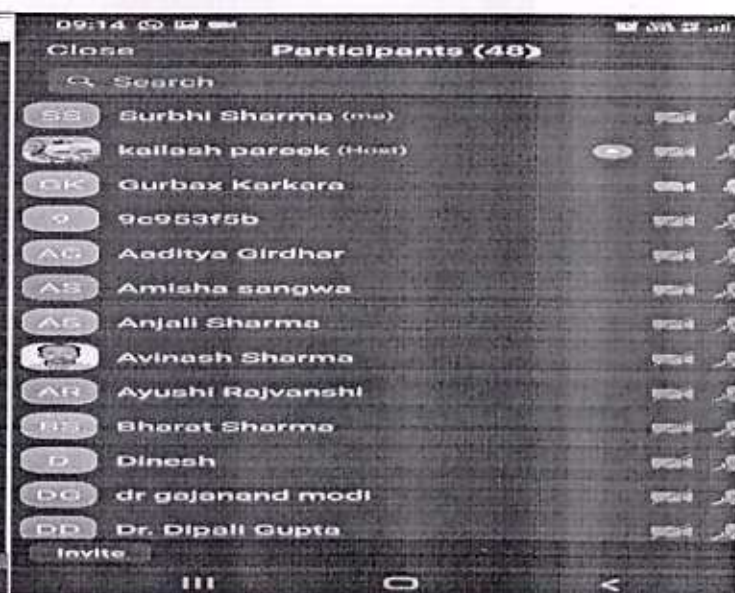 09:14
Close Participants (48)
Search
SS Surbhi Sharma (me)
kailash pareek (Host)
GK Gurbax Karkara
9 9c953f5b
AG Aaditya Girdhar
AS Amisha sangwa
AS Anjali Sharma
Avinash Sharma
AR Ayushi Rajvanshi
BS Bharat Sharma
D Dinesh
DG dr gajanand modi
DD Dr. Dipali Gupta
Invite